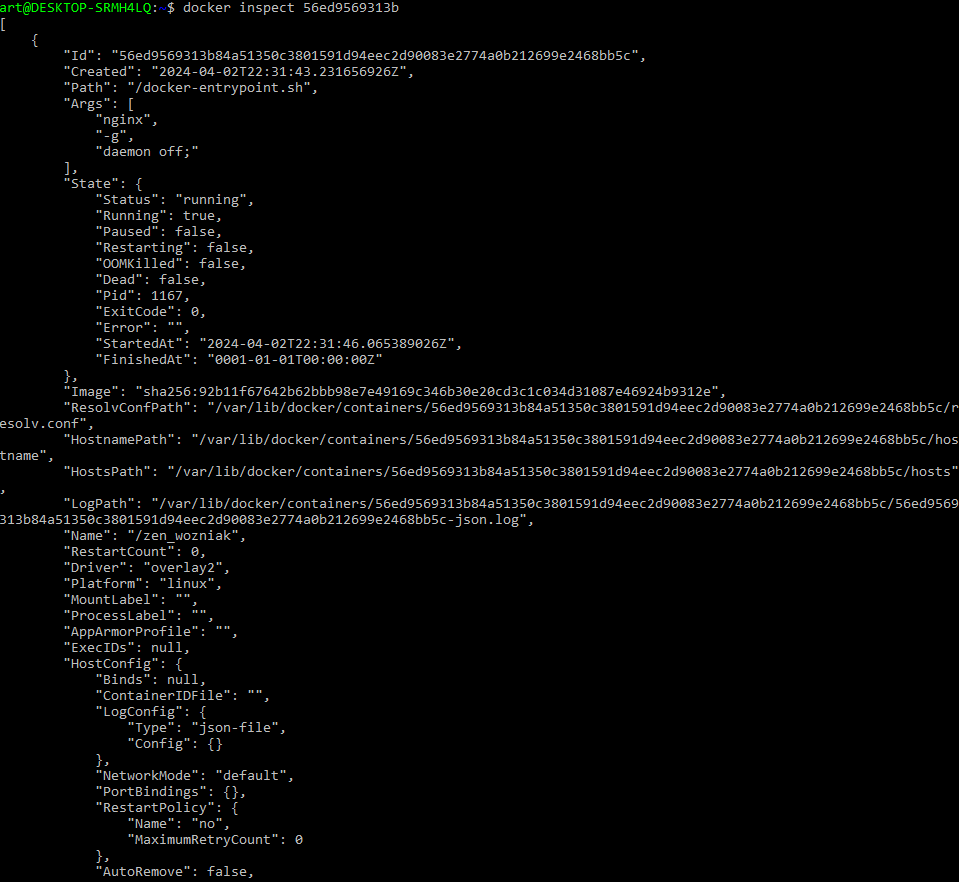 art@DESKTOP-SRMH4LQ:~$ docker inspect 56ed9569313b
[
    {
        "Id": "56ed9569313b84a51350c3801591d94eec2d90083e2774a0b212699e2468bb5c",
        "Created": "2024-04-02T22:31:43.231656926Z",
        "Path": "/docker-entrypoint.sh",
        "Args": [
            "nginx",
            "-g",
            "daemon off;"
        ],
        "State": {
            "Status": "running",
            "Running": true,
            "Paused": false,
            "Restarting": false,
            "OOMKilled": false,
            "Dead": false,
            "Pid": 1167,
            "ExitCode": 0,
            "Error": "",
            "StartedAt": "2024-04-02T22:31:46.065389026Z",
            "FinishedAt": "0001-01-01T00:00:00Z"
        },
        "Image": "sha256:92b11f67642b62bbb98e7e49169c346b30e20cd3c1c034d31087e46924b9312e",
        "ResolvConfPath": "/var/lib/docker/containers/56ed9569313b84a51350c3801591d94eec2d90083e2774a0b212699e2468bb5c/r
esolv.conf",
        "HostnamePath": "/var/lib/docker/containers/56ed9569313b84a51350c3801591d94eec2d90083e2774a0b212699e2468bb5c/hos
tname",
        "HostsPath": "/var/lib/docker/containers/56ed9569313b84a51350c3801591d94eec2d90083e2774a0b212699e2468bb5c/hosts"
,
        "LogPath": "/var/lib/docker/containers/56ed9569313b84a51350c3801591d94eec2d90083e2774a0b212699e2468bb5c/56ed9569
313b84a51350c3801591d94eec2d90083e2774a0b212699e2468bb5c-json.log",
        "Name": "/zen_wozniak",
        "RestartCount": 0,
        "Driver": "overlay2",
        "Platform": "linux",
        "MountLabel": "",
        "ProcessLabel": "",
        "AppArmorProfile": "",
        "ExecIDs": null,
        "HostConfig": {
            "Binds": null,
            "ContainerIDFile": "",
            "LogConfig": {
                "Type": "json-file",
                "Config": {}
            },
            "NetworkMode": "default",
            "PortBindings": {},
            "RestartPolicy": {
                "Name": "no",
                "MaximumRetryCount": 0
            },
            "AutoRemove": false,